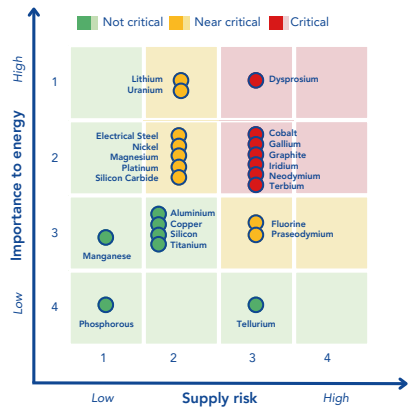 Not critical
Near critical
Critical
High
Importance to energy
Low
1
2
3
4
Lithium
Uranium
Dysprosium
Electrical Steel
Nickel
Magnesium
Platinum
Silicon Carbide
Cobalt
Gallium
Graphite
Iridium
Neodymium
Terbium
Manganese
Aluminium
Copper
Silicon
Titanium
Fluorine
Praseodymium
Phosphorous
Tellurium
1
2
3
4
Low
Supply risk
High